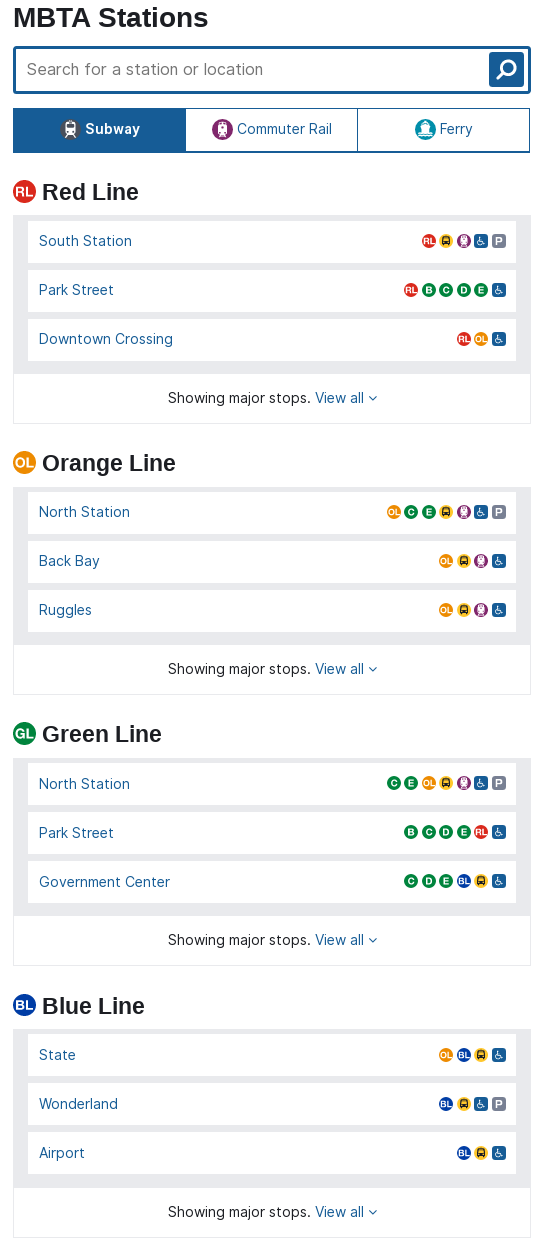 MBTA Stations
Search for a station or location
Subway Commuter Rail Ferry
RL Red Line
South Station RL P
Park Street RL B C D E
Downtown Crossing RL OL
Showing major stops. View all
OL Orange Line
North Station OL C E P
Back Bay OL
Ruggles OL
Showing major stops. View all
GL Green Line
North Station C E OL P
Park Street B C D E RL
Government Center C D E BL
Showing major stops. View all
BL Blue Line
State OL BL
Wonderland BL P
Airport BL
Showing major stops. View all